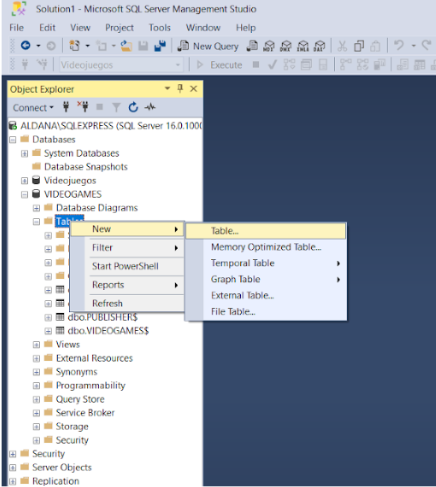 Solution1 - Microsoft SQL Server Management Studio
File Edit View Project Tools Window Help
New Query
Videojuegos
Execute
Object Explorer
Connect
ALDANA\SQLEXPRESS (SQL Server 16.0.1000
Databases
System Databases
Database Snapshots
Videojuegos
VIDEOGAMES
Database Diagrams
Tables
New
Filter
Start PowerShell
Reports
Refresh
Table...
Memory Optimized Table...
Temporal Table
Graph Table
External Table...
File Table...
dbo.PUBLISHER$
dbo.VIDEOGAMES$
Views
External Resources
Synonyms
Programmability
Query Store
Service Broker
Storage
Security
Security
Server Objects
Replication